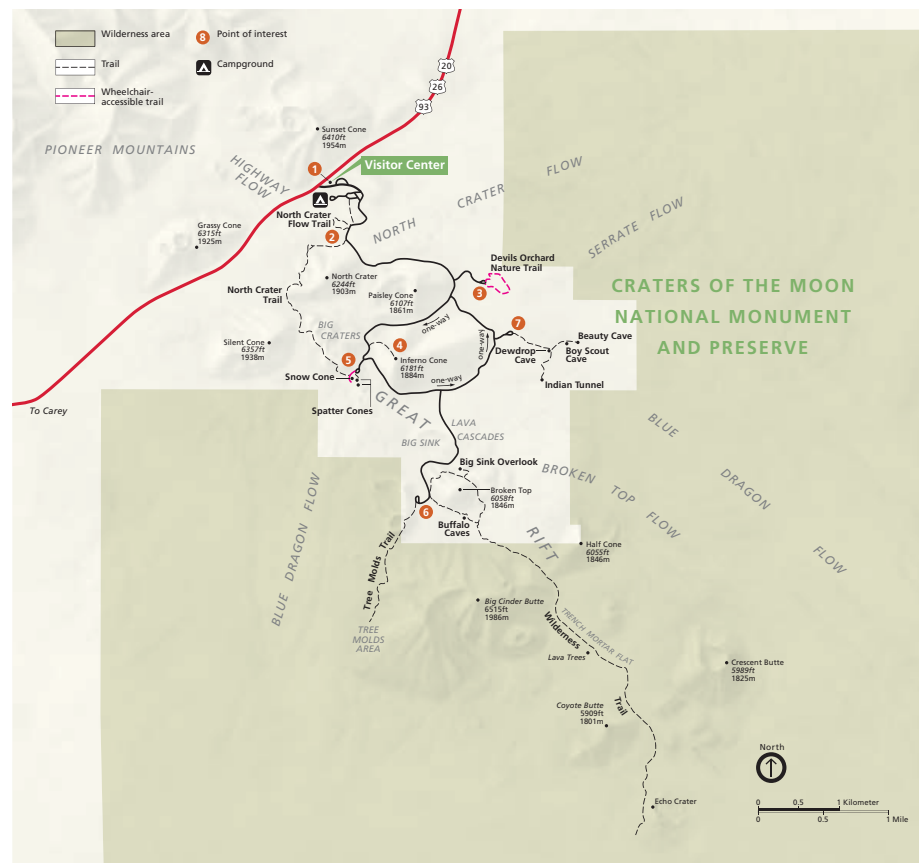 Wilderness area
8
Point of interest
Trail
Campground
Wheelchair-
accessible trail
20
26
93
Sunset Cone
6410ft
1954m
PIONEER MOUNTAINS
1
Visitor Center
HIGHWAY
FLOW
NORTH CRATER FLOW
North Crater
Flow Trail
2
SERRATE FLOW
Grassy Cone
6315ft
1925m
Devils Orchard
Nature Trail
3
North Crater
6244ft
1903m
Paisley Cone
6107ft
1861m
CRATERS OF THE MOON
NATIONAL MONUMENT
AND PRESERVE
North Crater
Trail
BIG
CRATERS
one-way
one-way
one-way
7
Beauty Cave
Boy Scout
Cave
Dewdrop
Cave
Indian Tunnel
Silent Cone
6357ft
1938m
4
Inferno Cone
6181ft
1884m
5
Snow Cone
Spatter Cones
To Carey
GREAT
RIFT
LAVA
CASCADES
BIG SINK
BLUE
DRAGON
FLOW
Big Sink Overlook
BROKEN
TOP
FLOW
Broken Top
6058ft
1846m
6
Buffalo
Caves
BLUE DRAGON FLOW
Half Cone
6055ft
1846m
Tree Molds Trail
TREE
MOLDS
AREA
Big Cinder Butte
6515ft
1986m
Wilderness
Trail
TRENCH MORTAR FLAT
Lava Trees
Crescent Butte
5989ft
1825m
Coyote Butte
5909ft
1801m
Echo Crater
North
0
0.5
1 Kilometer
0
0.5
1 Mile